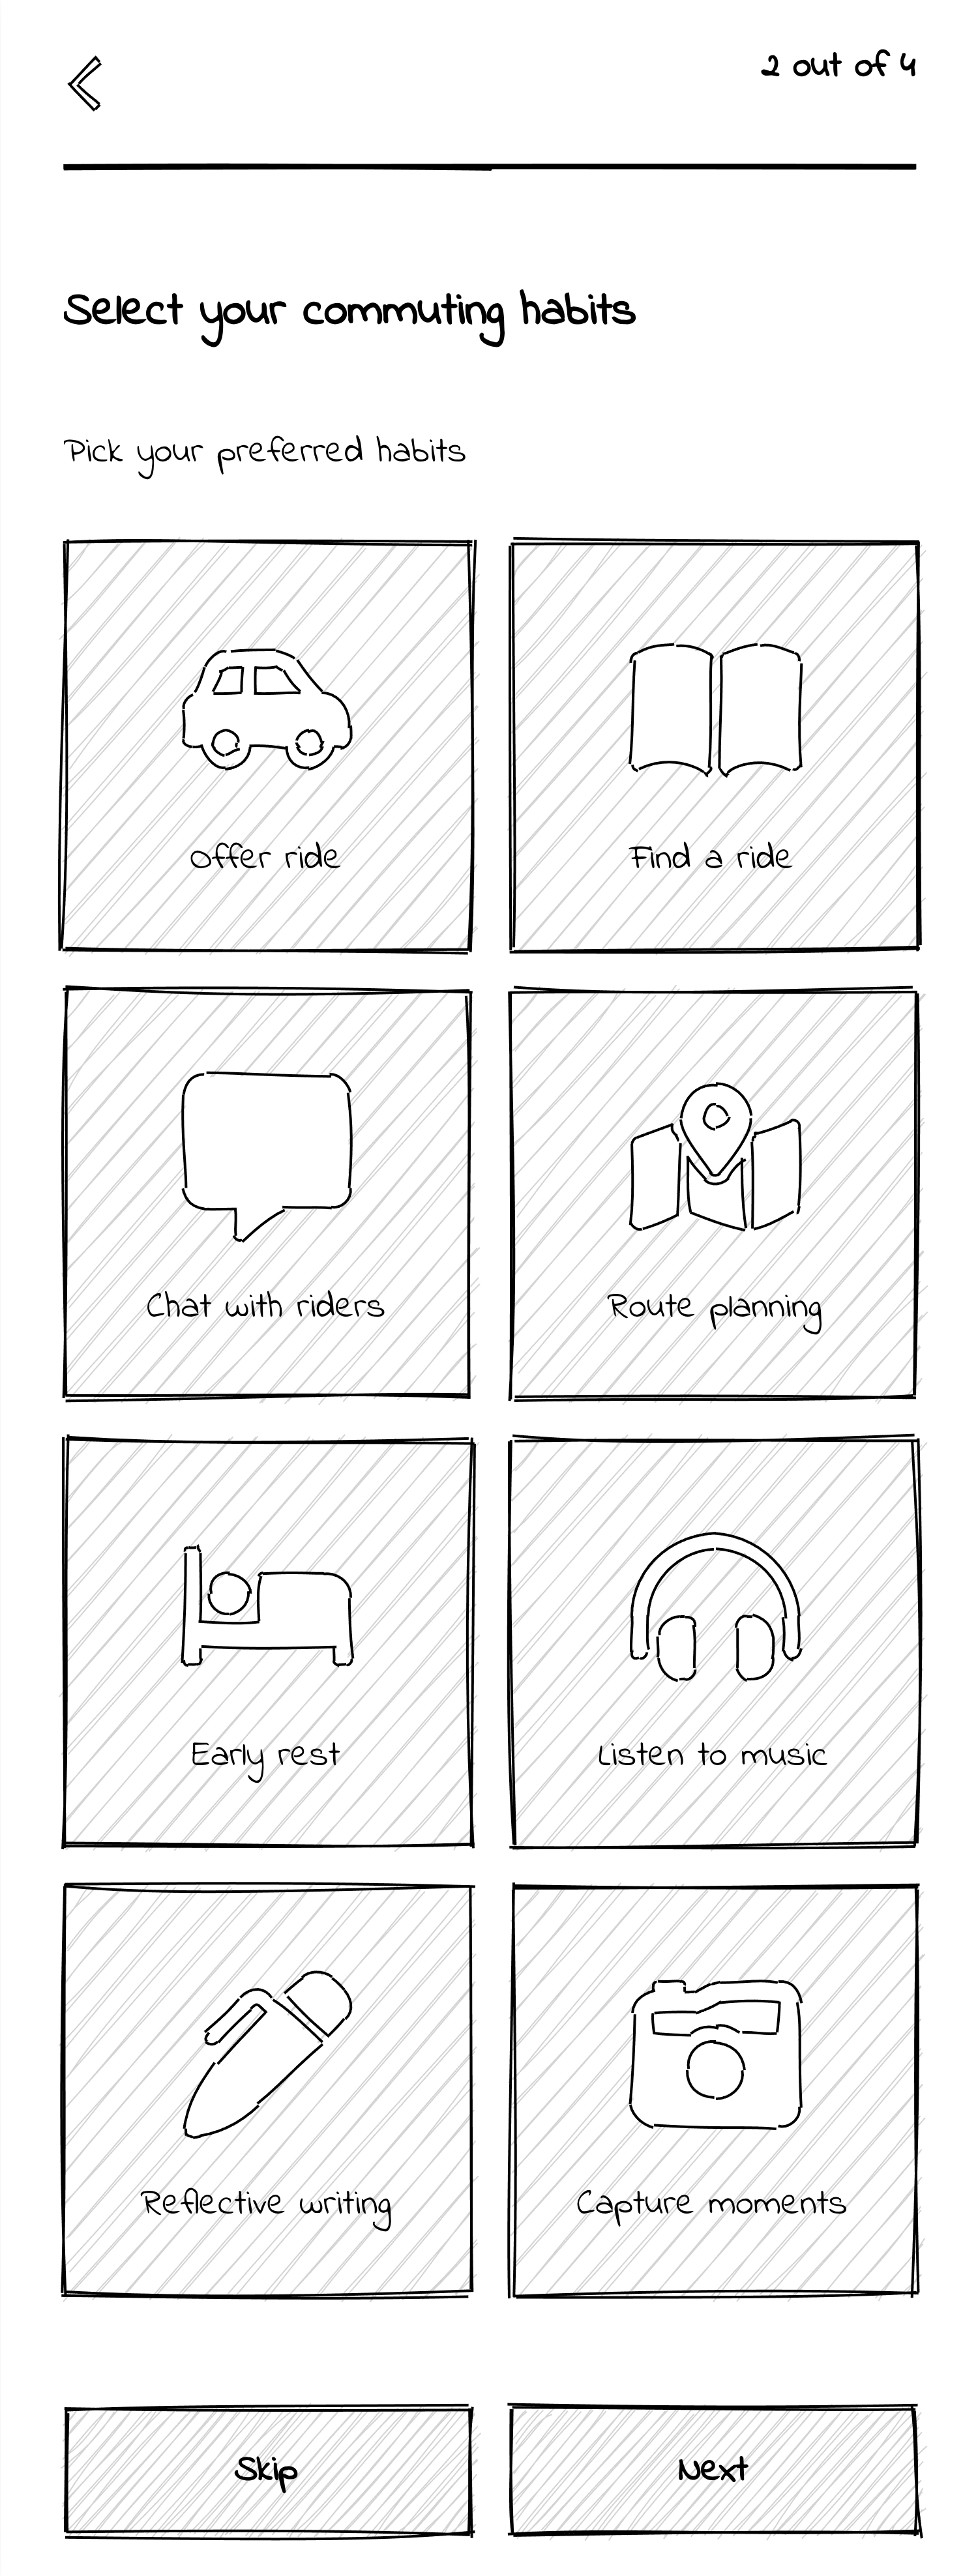 2 out of 4
Select your commuting habits
Pick your preferred habits
Offer ride
Find a ride
Chat with riders
Route planning
Early rest
Listen to music
Reflective writing
Capture moments
Skip
Next